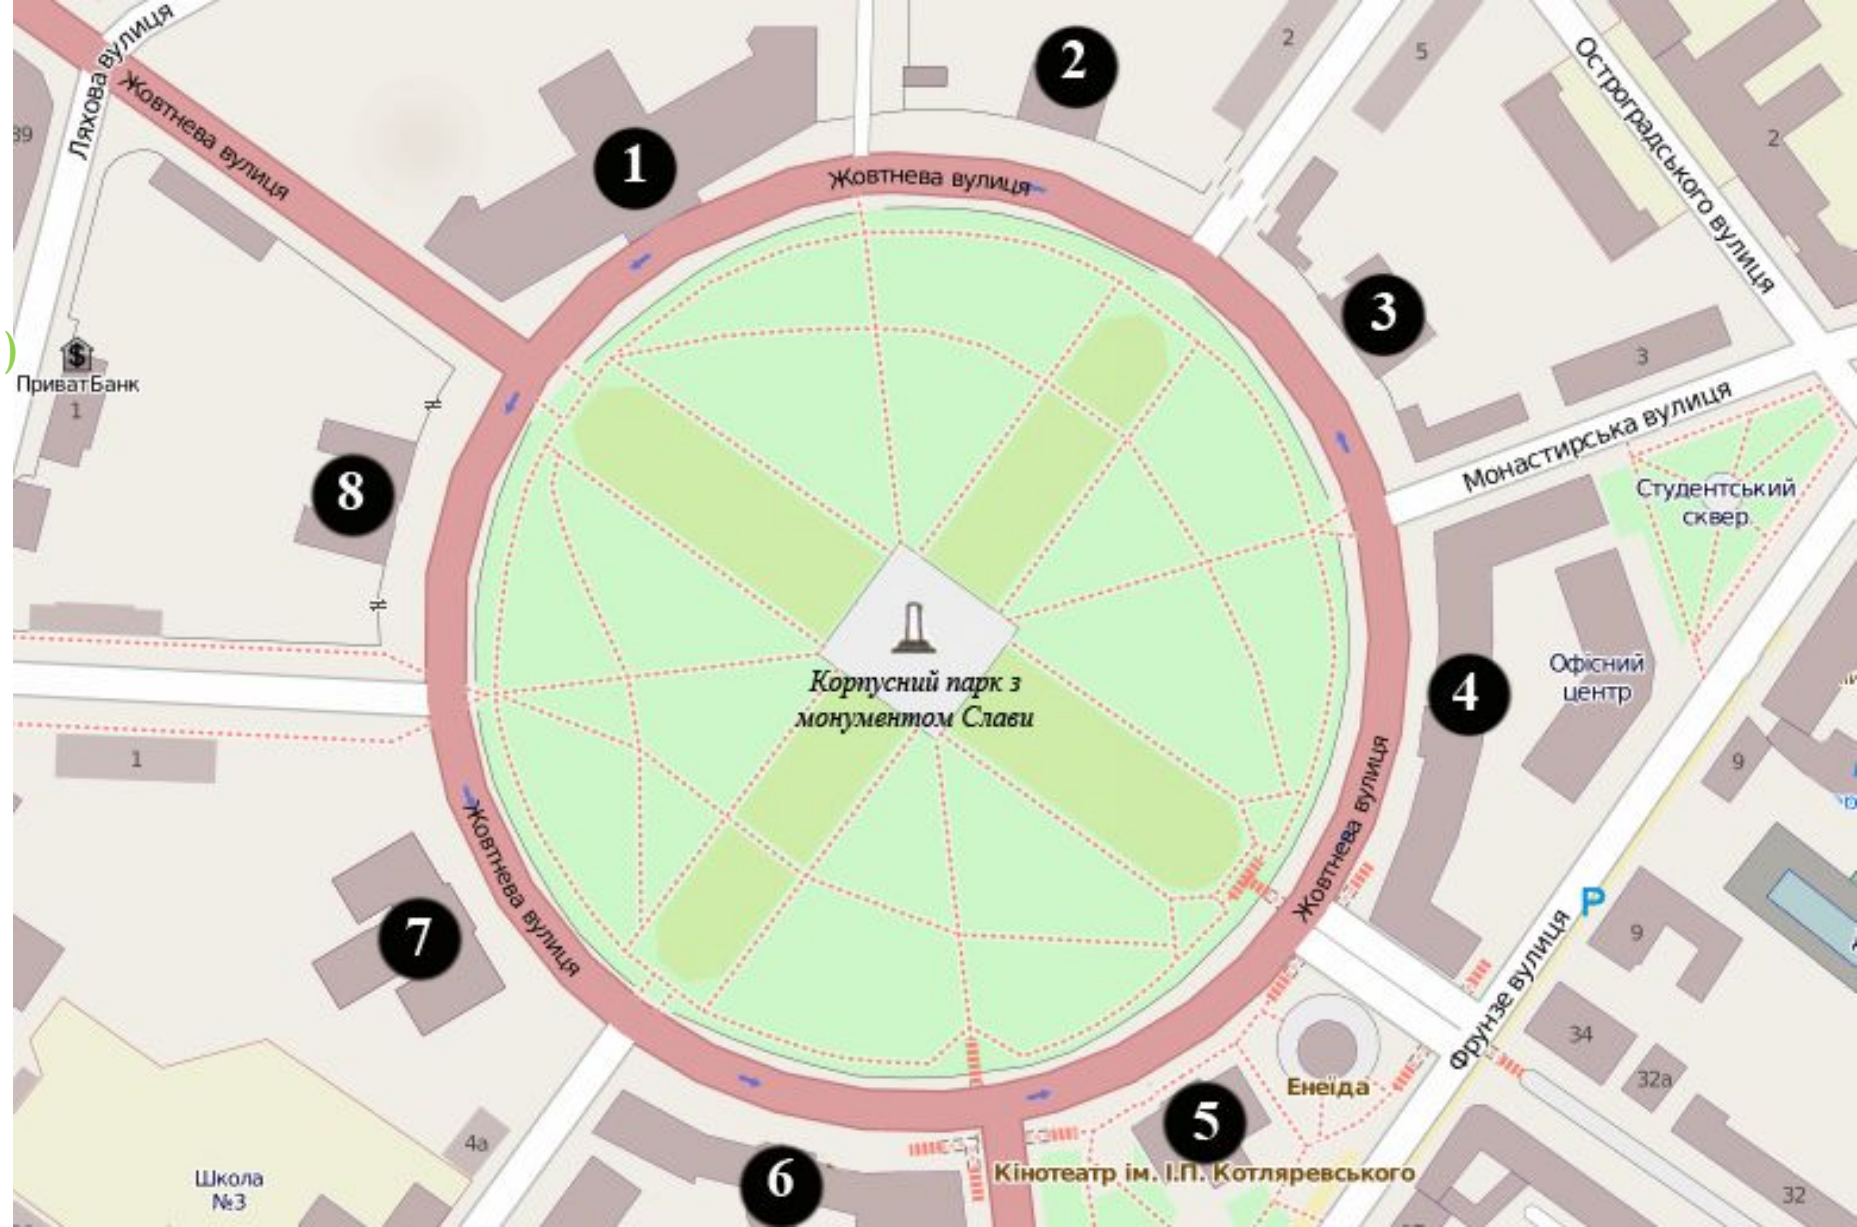 Ляхова вулиця
Жовтнева вулиця
2
2
5
Остроградського вулиця
2
39
1
Жовтнева вулиця
3
)
3
ПриватБанк
1
Монастирська вулиця
8
Студентський
сквер
Офісний
центр
4
Корпусний парк з
монументом Слави
1
9
Жовтнева вулиця
Жовтнева вулиця
7
P
9
Фрунзе вулиця
34
32а
Енеїда
5
4а
6
Кінотеатр ім. І.П. Котляревського
Школа
№3
32